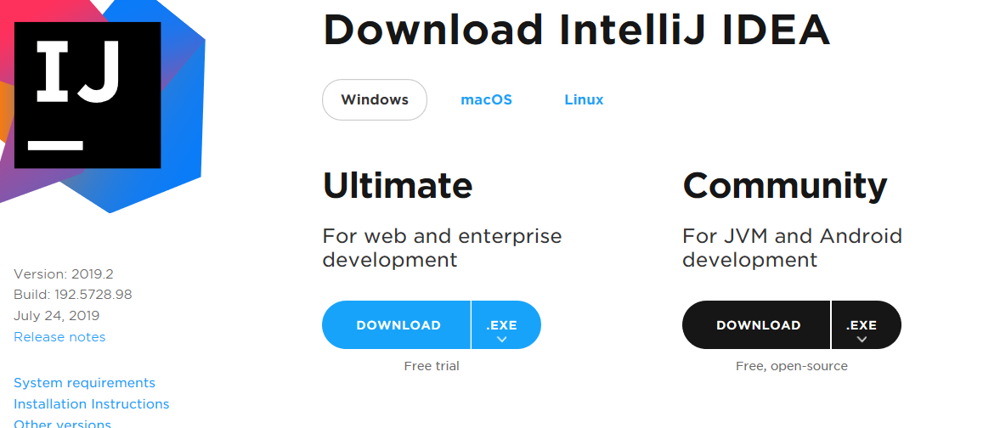 IJ
Download IntelliJ IDEA
Windows
macOS
Linux
Ultimate
For web and enterprise
development
DOWNLOAD
.EXE
Free trial
Community
For JVM and Android
development
DOWNLOAD
.EXE
Free, open-source
Version: 2019.2
Build: 192.5728.98
July 24, 2019
Release notes
System requirements
Installation Instructions
Other versions